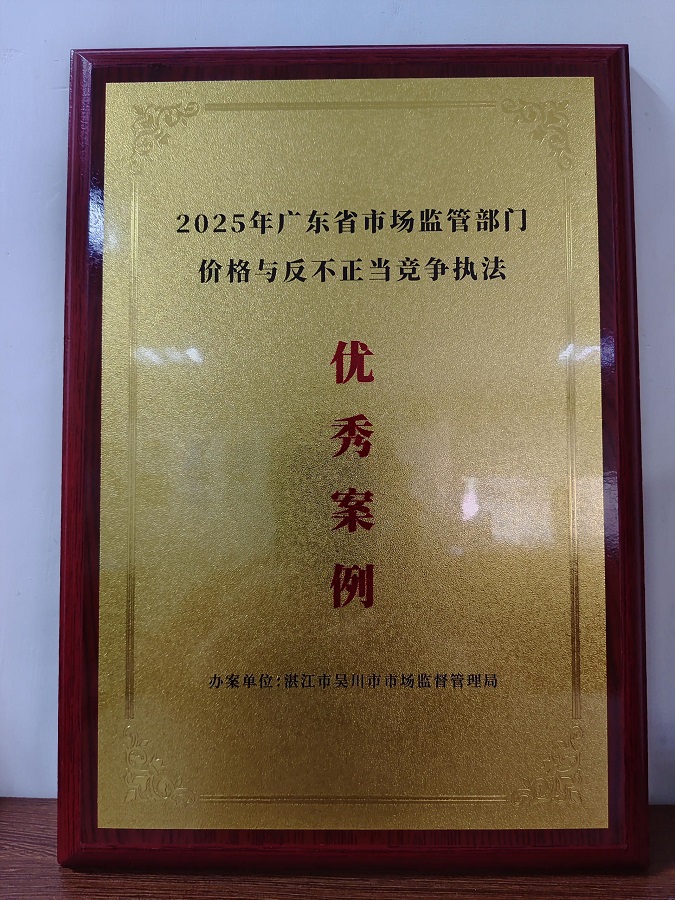 2025年广东省市场监管部门
价格与反不正当竞争执法
优
秀
案
例
办案单位:湛江市吴川市市场监督管理局